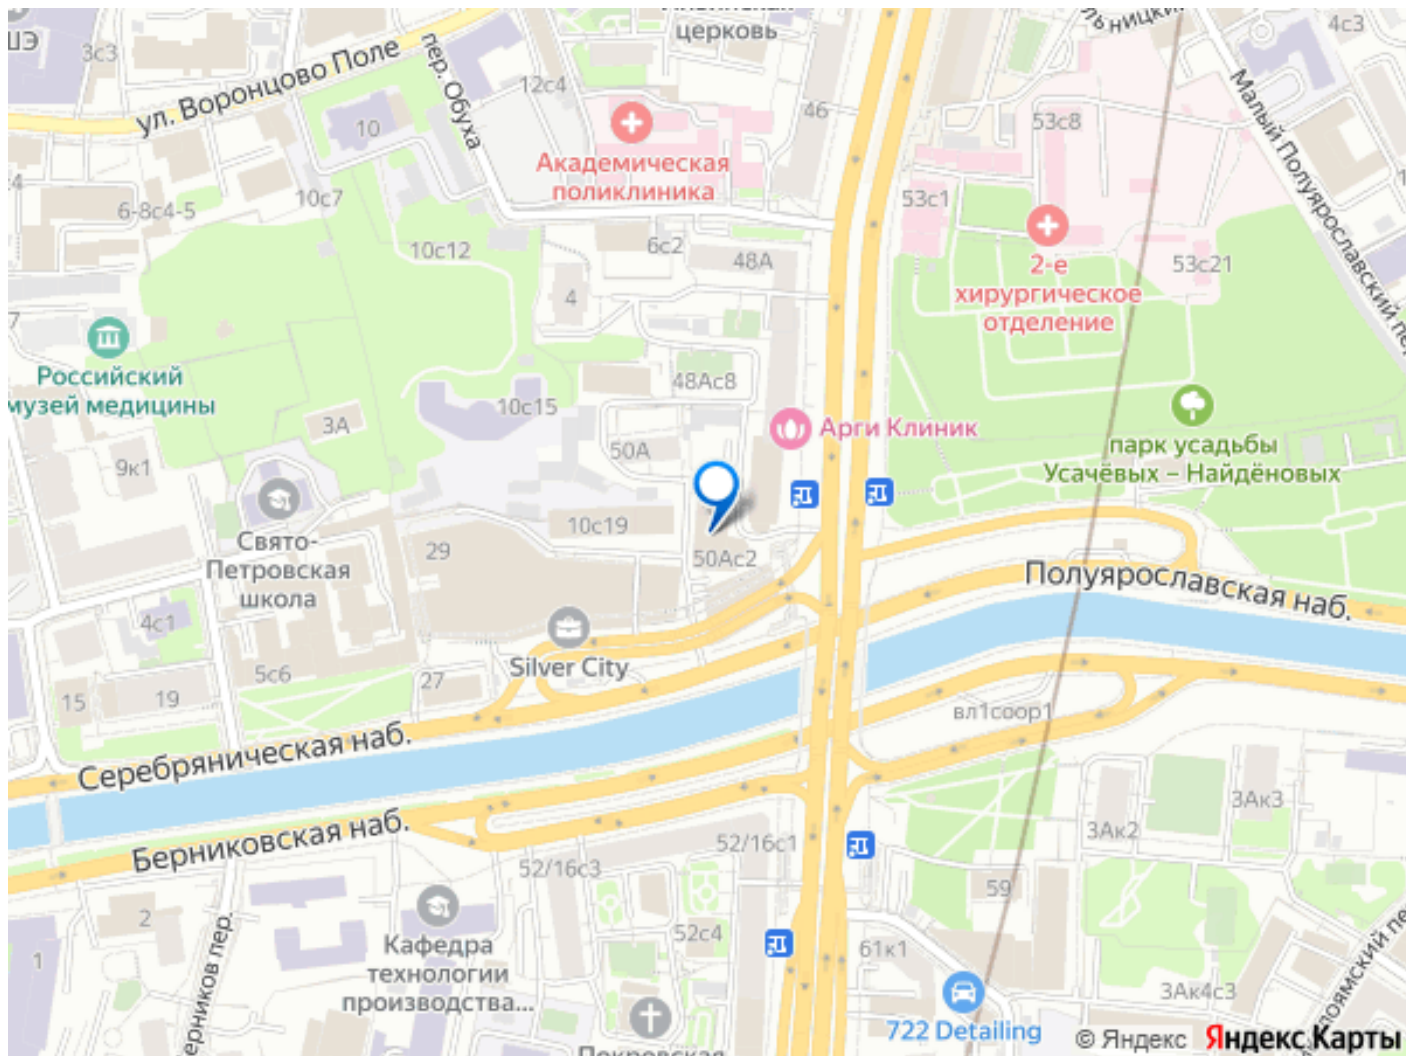 церковь
4с3
3с3
ул. Воронцово Поле
пер. Обуха
12с4
46
53с8
Малый Полуярославский пер.
10
Академическая
поликлиника
10с7
6-8с4-5
53с1
10с12
6с2
48А
2-е
хирургическое
отделение
53с21
4
Российский
музей медицины
48Ас8
10с15
3А
Арги Клиник
парк усадьбы
Усачёвых – Найдёновых
50А
9к1
10с19
Свято-
Петровская
школа
29
50Ас2
Полуярославская наб.
4с1
Silver City
5с6
27
15
19
вл1соор1
Серебряническая наб.
3Ак3
3Ак2
Берниковская наб.
52/16с1
52/16с3
59
2
52с4
Кафедра
технологии
производства...
61к1
1
3Ак4с3
722 Detailing
© Яндекс Яндекс Карты